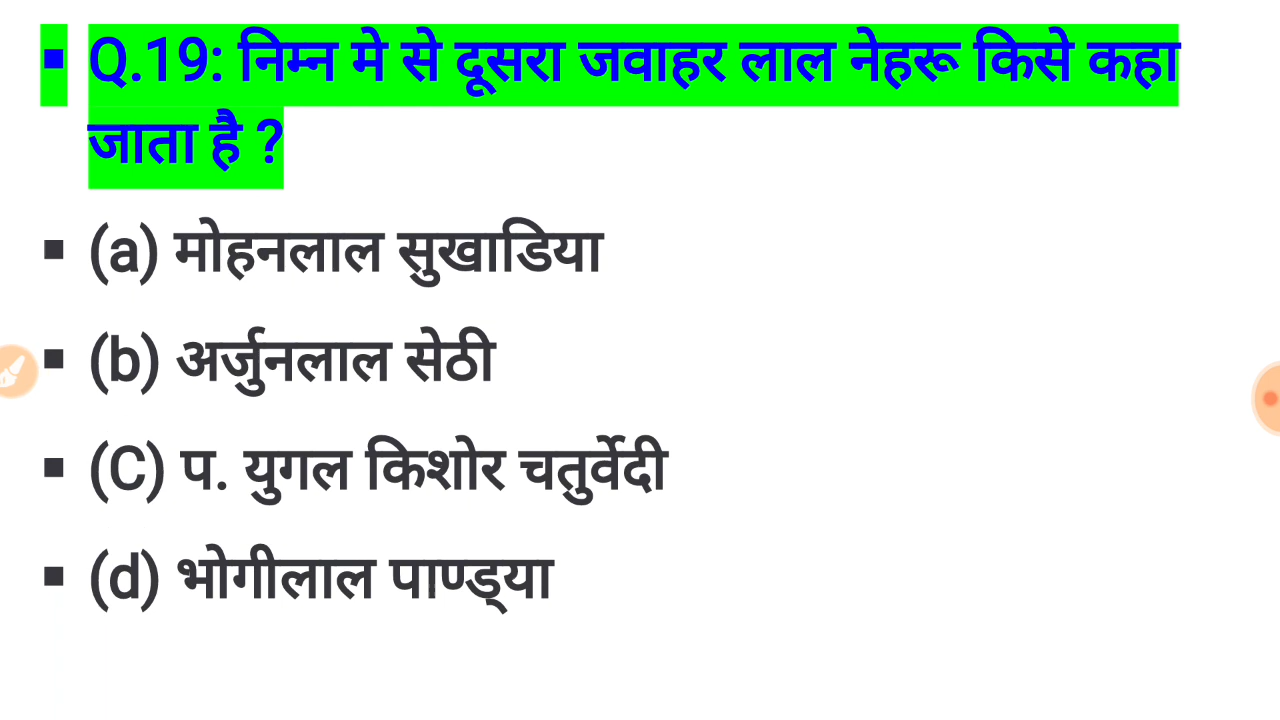 ▪ Q.19: निम्न मे से दूसरा जवाहर लाल नेहरू किसे कहा
जाता है ?
▪ (a) मोहनलाल सुखाडिया
▪ (b) अर्जुनलाल सेठी
▪ (C) प. युगल किशोर चतुर्वेदी
▪ (d) भोगीलाल पाण्ड्या